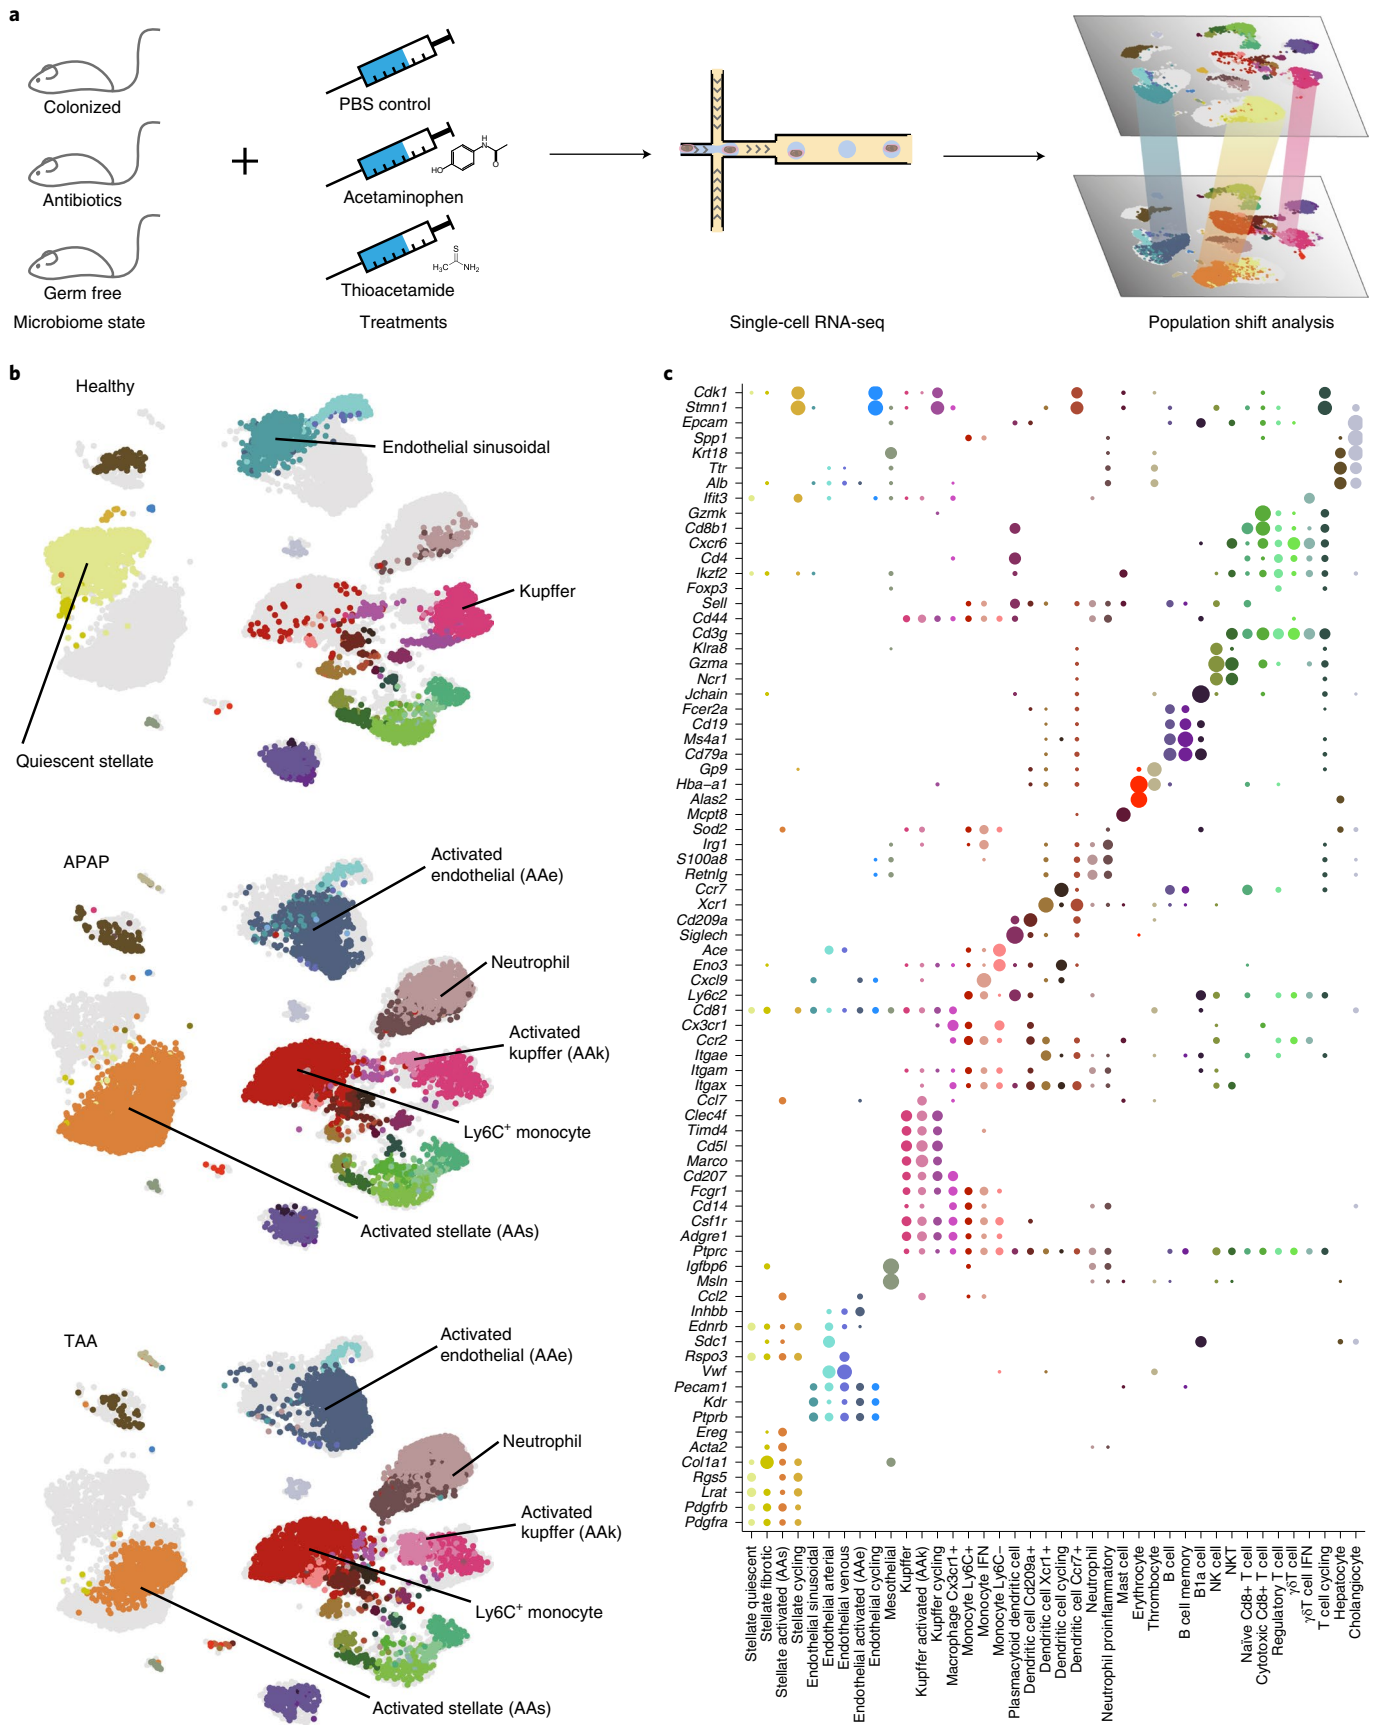 a
Colonized
Antibiotics
Germ free
Microbiome state
PBS control
Acetaminophen
HO
H
N
O
Thioacetamide
S
H3C
NH2
Treatments
Single-cell RNA-seq
Population shift analysis
b
Healthy
Endothelial sinusoidal
Kupffer
Quiescent stellate
APAP
Activated
endothelial (AAe)
Neutrophil
Activated
kupffer (AAk)
Ly6C+ monocyte
Activated stellate (AAs)
TAA
Activated
endothelial (AAe)
Neutrophil
Activated
kupffer (AAk)
Ly6C+ monocyte
Activated stellate (AAs)
c
Cdk1
Stmn1
Epcam
Spp1
Krt18
Ttr
Alb
Ifit3
Gzmk
Cd8b1
Cxcr6
Cd4
Ikzf2
Foxp3
Sell
Cd44
Cd3g
Klra8
Gzma
Ncr1
Jchain
Fcer2a
Cd19
Ms4a1
Cd79a
Gp9
Hba–a1
Alas2
Mcpt8
Sod2
Irg1
S100a8
Retnlg
Ccr7
Xcr1
Cd209a
Siglech
Ace
Eno3
Cxcl9
Ly6c2
Cd81
Cx3cr1
Ccr2
Itgae
Itgam
Itgax
Ccl7
Clec4f
Timd4
Cd5l
Marco
Cd207
Fcgr1
Cd14
Csf1r
Adgre1
Ptprc
Igfbp6
Msln
Ccl2
Inhbb
Ednrb
Sdc1
Rspo3
Vwf
Pecam1
Kdr
Ptprb
Ereg
Acta2
Col1a1
Rgs5
Lrat
Pdgfrb
Pdgfra
Stellate quiescent
Stellate fibrotic
Stellate activated (AAs)
Stellate cycling
Endothelial sinusoidal
Endothelial arterial
Endothelial venous
Endothelial activated (AAe)
Endothelial cycling
Mesothelial
Kupffer
Kupffer activated (AAk)
Kupffer cycling
Macrophage Cx3cr1+
Monocyte Ly6C+
Monocyte IFN
Monocyte Ly6C–
Plasmacytoid dendritic cell
Dendritic cell Cd209a+
Dendritic cell Xcr1+
Dendritic cell cycling
Dendritic cell Ccr7+
Neutrophil
Neutrophil proinflammatory
Mast cell
Erythrocyte
Thrombocyte
B cell
B cell memory
B1a cell
NK cell
NKT
Naïve Cd8+ T cell
Cytotoxic Cd8+ T cell
Regulatory T cell
γδT cell
γδT cell IFN
T cell cycling
Hepatocyte
Cholangiocyte